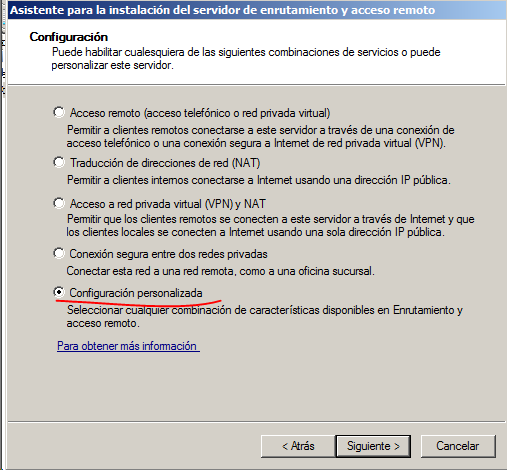 Asistente para la instalación del servidor de enrutamiento y acceso remoto
Configuración
Puede habilitar cualesquiera de las siguientes combinaciones de servicios o puede
personalizar este servidor.
Acceso remoto (acceso telefónico o red privada virtual)
Permitir a clientes remotos conectarse a este servidor a través de una conexión de
acceso telefónico o una conexión segura a Internet de red privada virtual (VPN).
Traducción de direcciones de red (NAT)
Permitir a clientes internos conectarse a Internet usando una dirección IP pública.
Acceso a red privada virtual (VPN) y NAT
Permitir que los clientes remotos se conecten a este servidor a través de Internet y que
los clientes locales se conecten a Internet usando una sola dirección IP pública.
Conexión segura entre dos redes privadas
Conectar esta red a una red remota, como a una oficina sucursal.
Configuración personalizada
Seleccionar cualquier combinación de características disponibles en Enrutamiento y
acceso remoto.
Para obtener más información
< Atrás
Siguiente >
Cancelar